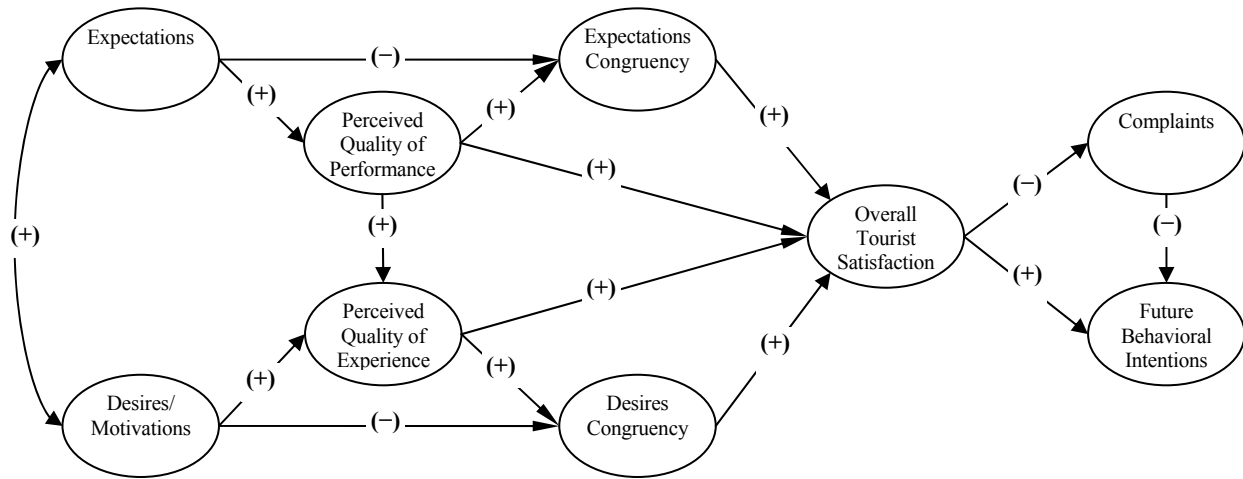 Expectations
(−)
Expectations
Congruency
(+)
(+)
(+)
Perceived
Quality of
Performance
(+)
Complaints
(+)
(−)
(+)
Overall
Tourist
Satisfaction
(−)
(+)
(+)
Perceived
Quality of
Experience
(+)
(+)
(+)
Future
Behavioral
Intentions
(+)
Desires/
Motivations
(−)
Desires
Congruency